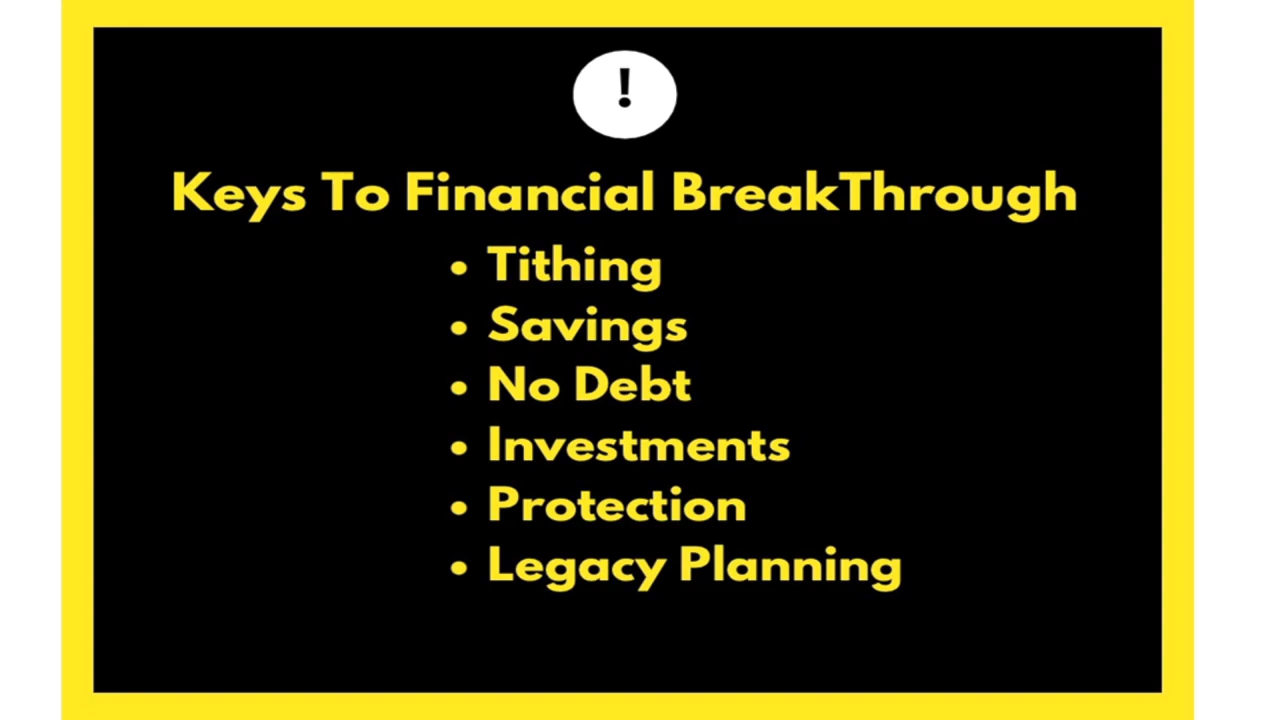 !
Keys To Financial BreakThrough
• Tithing
• Savings
• No Debt
• Investments
• Protection
• Legacy Planning